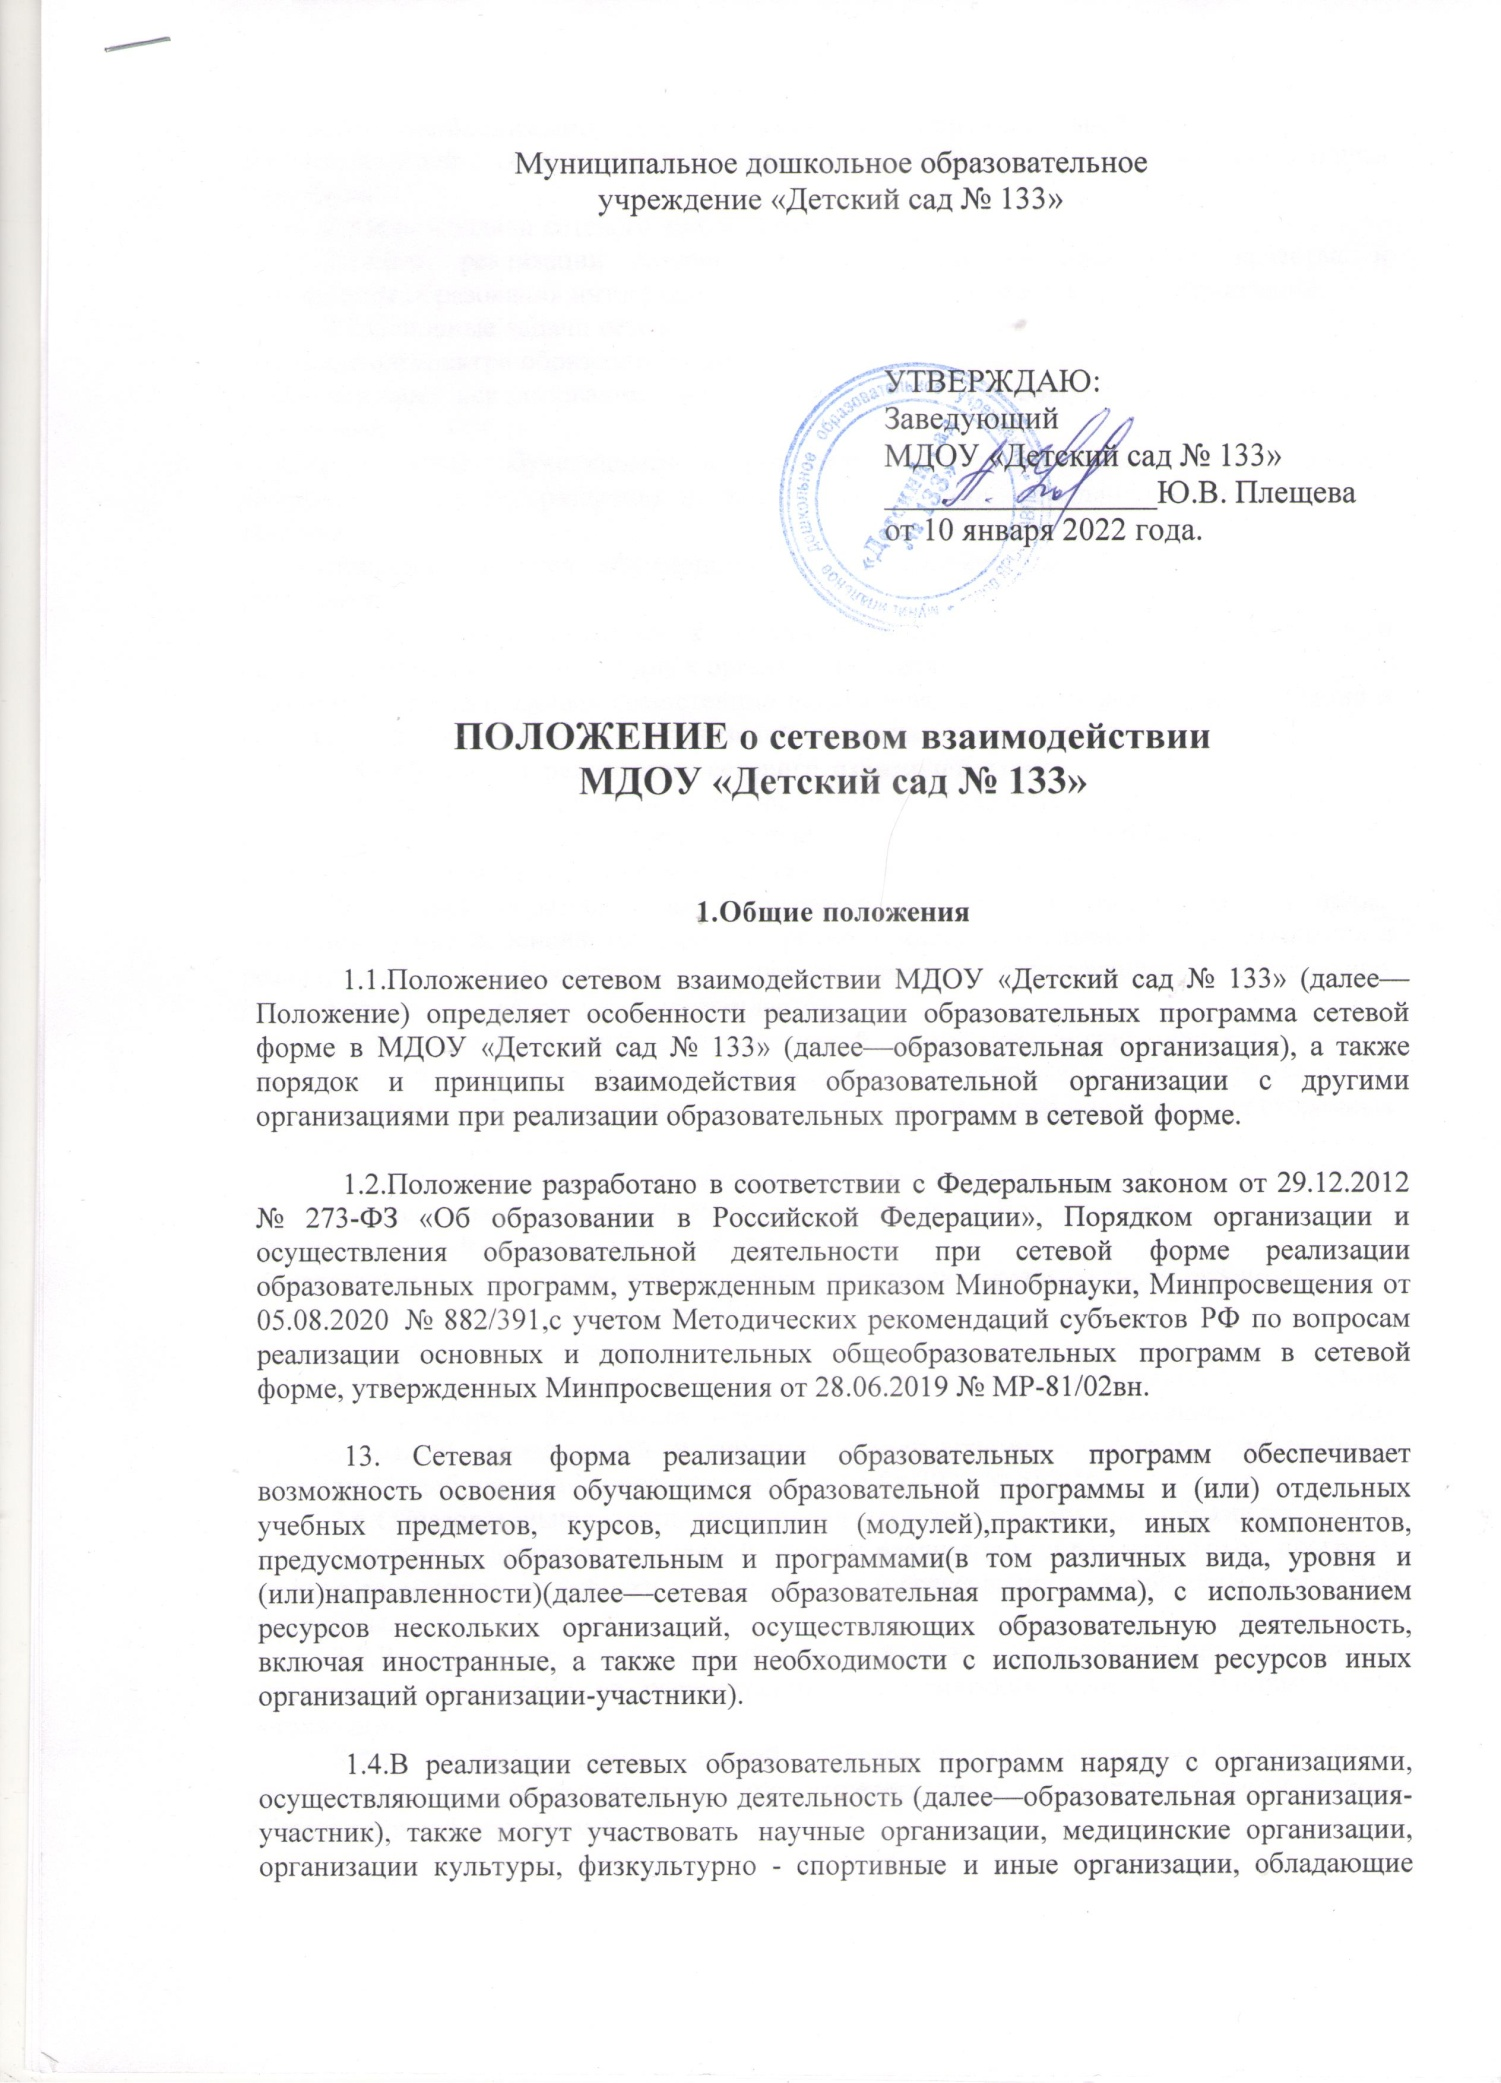 Муниципальное дошкольное образовательное
учреждение «Детский сад № 133»
УТВЕРЖДАЮ:
Заведующий
МДОУ «Детский сад № 133»
Ю.В. Плещева
от 10 января 2022 года.
«Детский сад
№ 133»
ПОЛОЖЕНИЕ о сетевом взаимодействии
МДОУ «Детский сад № 133»
1.Общие положения
1.1.Положениео сетевом взаимодействии МДОУ «Детский сад № 133» (далее—
Положение) определяет особенности реализации образовательных программа сетевой
форме в МДОУ «Детский сад № 133» (далее—образовательная организация), а также
порядок и принципы взаимодействия образовательной организации с другими
организациями при реализации образовательных программ в сетевой форме.
1.2.Положение разработано в соответствии с Федеральным законом от 29.12.2012
№ 273-ФЗ «Об образовании в Российской Федерации», Порядком организации и
осуществления образовательной деятельности при сетевой форме реализации
образовательных программ, утвержденным приказом Минобрнауки, Минпросвещения от
05.08.2020 № 882/391,с учетом Методических рекомендаций субъектов РФ по вопросам
реализации основных и дополнительных общеобразовательных программ в сетевой
форме, утвержденных Минпросвещения от 28.06.2019 № МР-81/02вн.
13. Сетевая форма реализации образовательных программ обеспечивает
возможность освоения обучающимся образовательной программы и (или) отдельных
учебных предметов, курсов, дисциплин (модулей),практики, иных компонентов,
предусмотренных образовательным и программами(в том различных вида, уровня и
(или)направленности)(далее—сетевая образовательная программа), с использованием
ресурсов нескольких организаций, осуществляющих образовательную деятельность,
включая иностранные, а также при необходимости с использованием ресурсов иных
организаций организации-участники).
1.4.В реализации сетевых образовательных программ наряду с организациями,
осуществляющими образовательную деятельность (далее—образовательная организация-
участник), также могут участвовать научные организации, медицинские организации,
организации культуры, физкультурно - спортивные и иные организации, обладающие